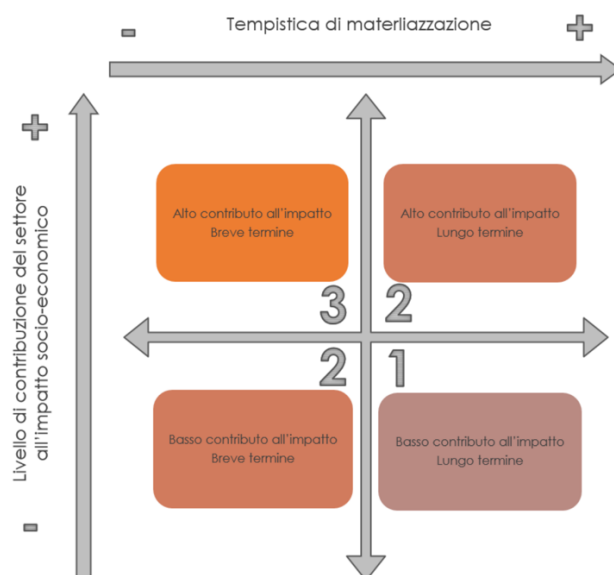 Tempistica di materliazzazione
-
+
+
Livello di contribuzione del settore
all'impatto socio-economico
-
Alto contributo all'impatto
Breve termine
Alto contributo all'impatto
Lungo termine
3
2
2
1
Basso contributo all'impatto
Breve termine
Basso contributo all'impatto
Lungo termine